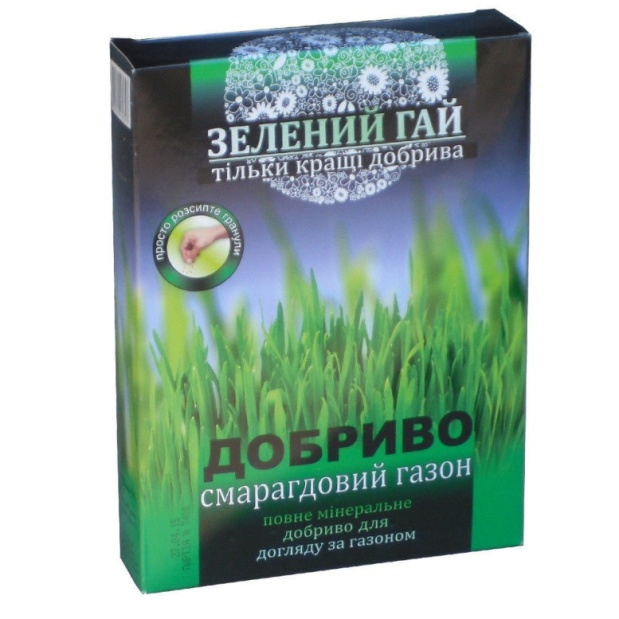 ЗЕЛЕНИЙ ГАЙ
тільки кращі добрива
просто розсипте гранули
ДОБРИВО
смарагдовий газон
повне мінеральне
добриво для
догляду за газоном